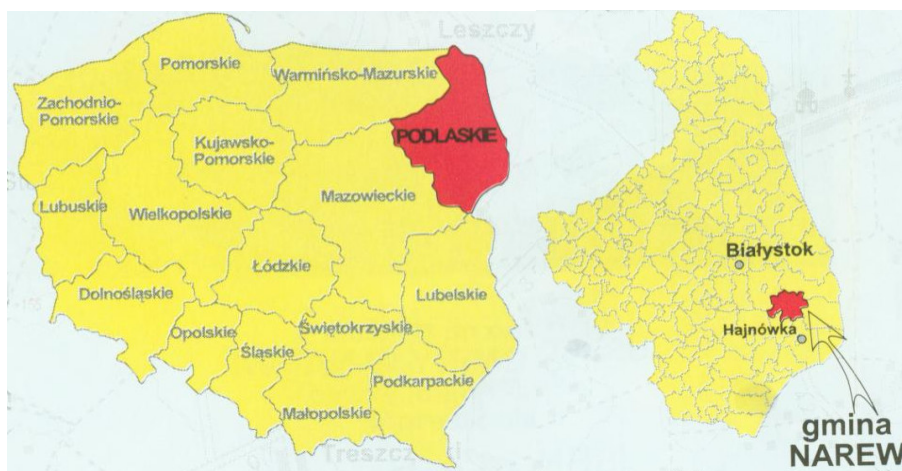 Leszczy
Pomorskie
Warmińsko-Mazurskie
Zachodnio-
Pomorskie
PODLASKIE
Kujawsko-
Pomorskie
Mazowieckie
Lubuskie
Wielkopolskie
Łódzkie
Lubelskie
Dolnośląskie
Opolskie
Świętokrzyskie
Śląskie
Podkarpackie
Małopolskie
Białystok
Hajnówka
gmina
NAREW